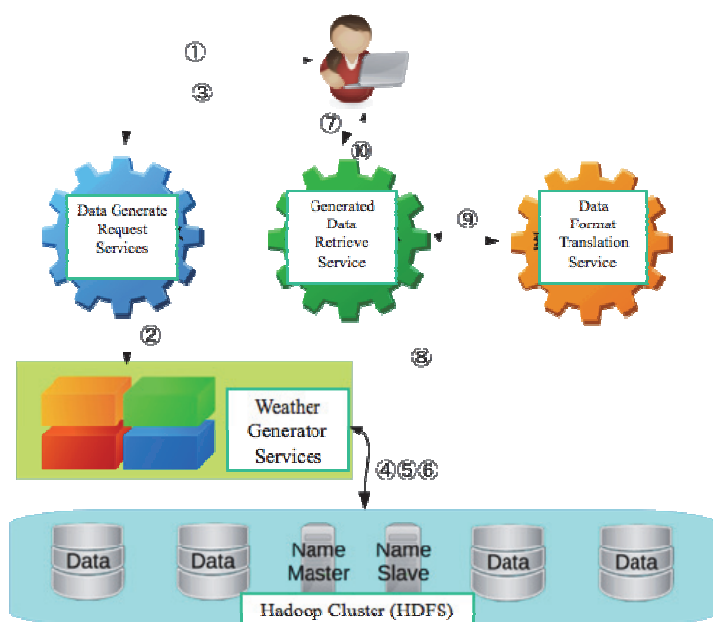 ①
③
⑦
⑩
Data Generate
Request
Services
Generated
Data
Retrieve
Service
⑨
Data
Format
Translation
Service
②
⑧
Weather
Generator
Services
④⑤⑥
Data
Data
Name
Master
Name
Slave
Data
Data
Hadoop Cluster (HDFS)